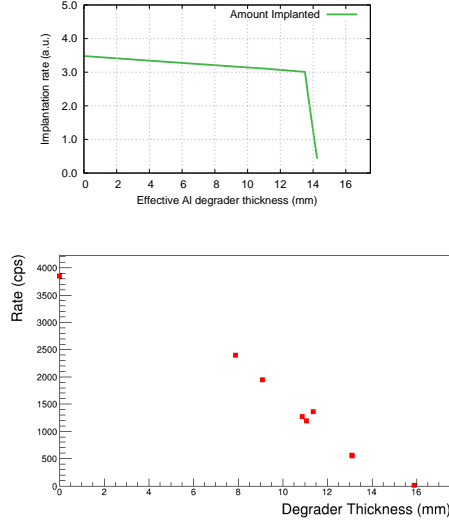 5.0
Amount Implanted
4.0
3.0
2.0
1.0
0.0
Implantation rate (a.u.)
0 2 4 6 8 10 12 14 16
Effective Al degrader thickness (mm)
Rate (cps)
4000
3500
3000
2500
2000
1500
1000
500
0
0 2 4 6 8 10 12 14 16
Degrader Thickness (mm)